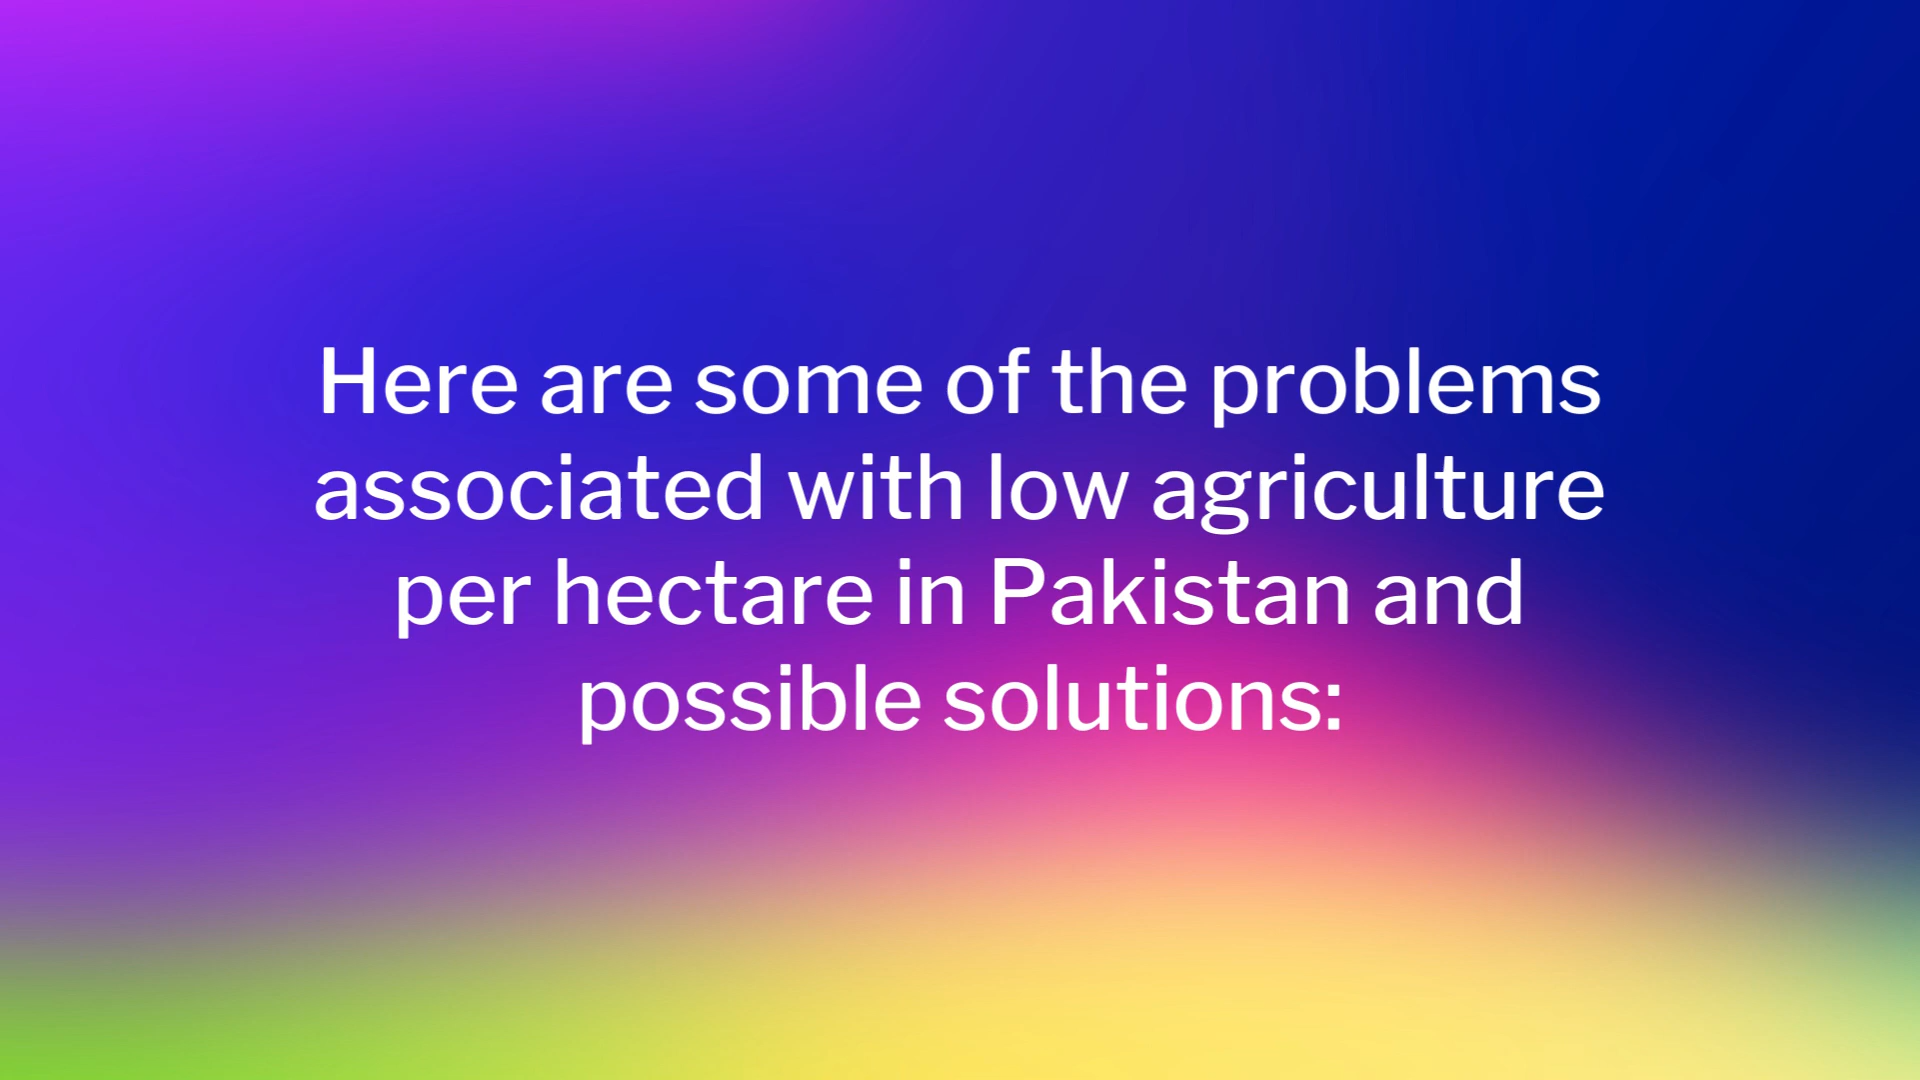 Here are some of the problems
associated with low agriculture
per hectare in Pakistan and
possible solutions: